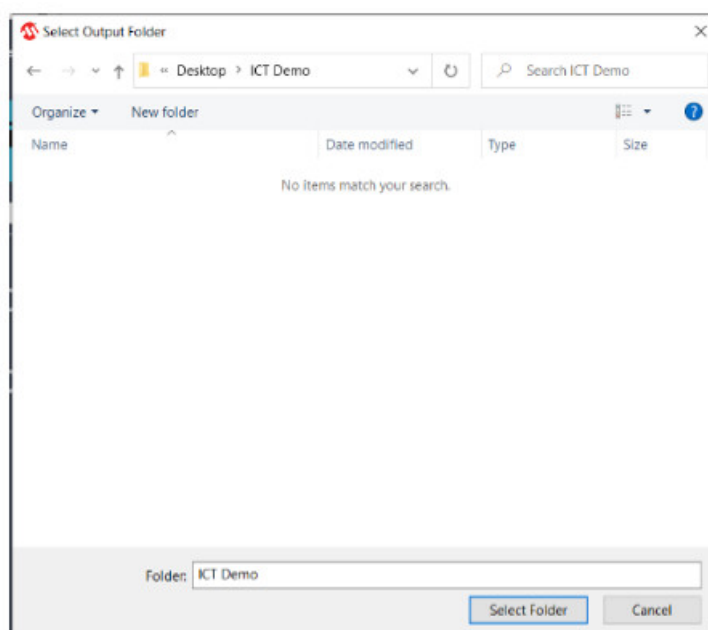 Select Output Folder
« Desktop > ICT Demo
Search ICT Demo
Organize
New folder
?
Name
Date modified
Type
Size
No items match your search.
Folder: ICT Demo
Select Folder
Cancel